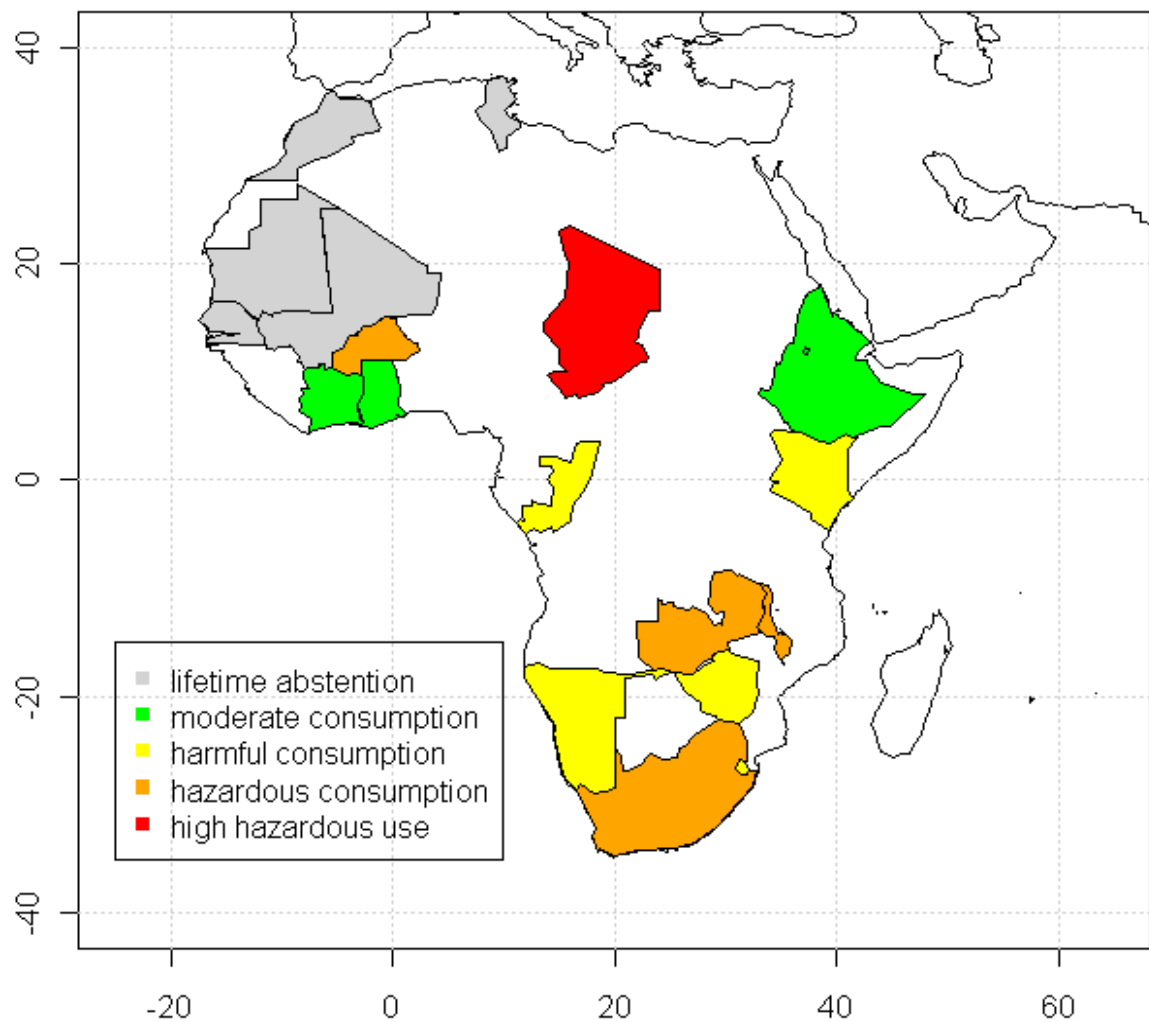 40
20
0
-20
-40
lifetime abstention
moderate consumption
harmful consumption
hazardous consumption
high hazardous use
-20 0 20 40 60